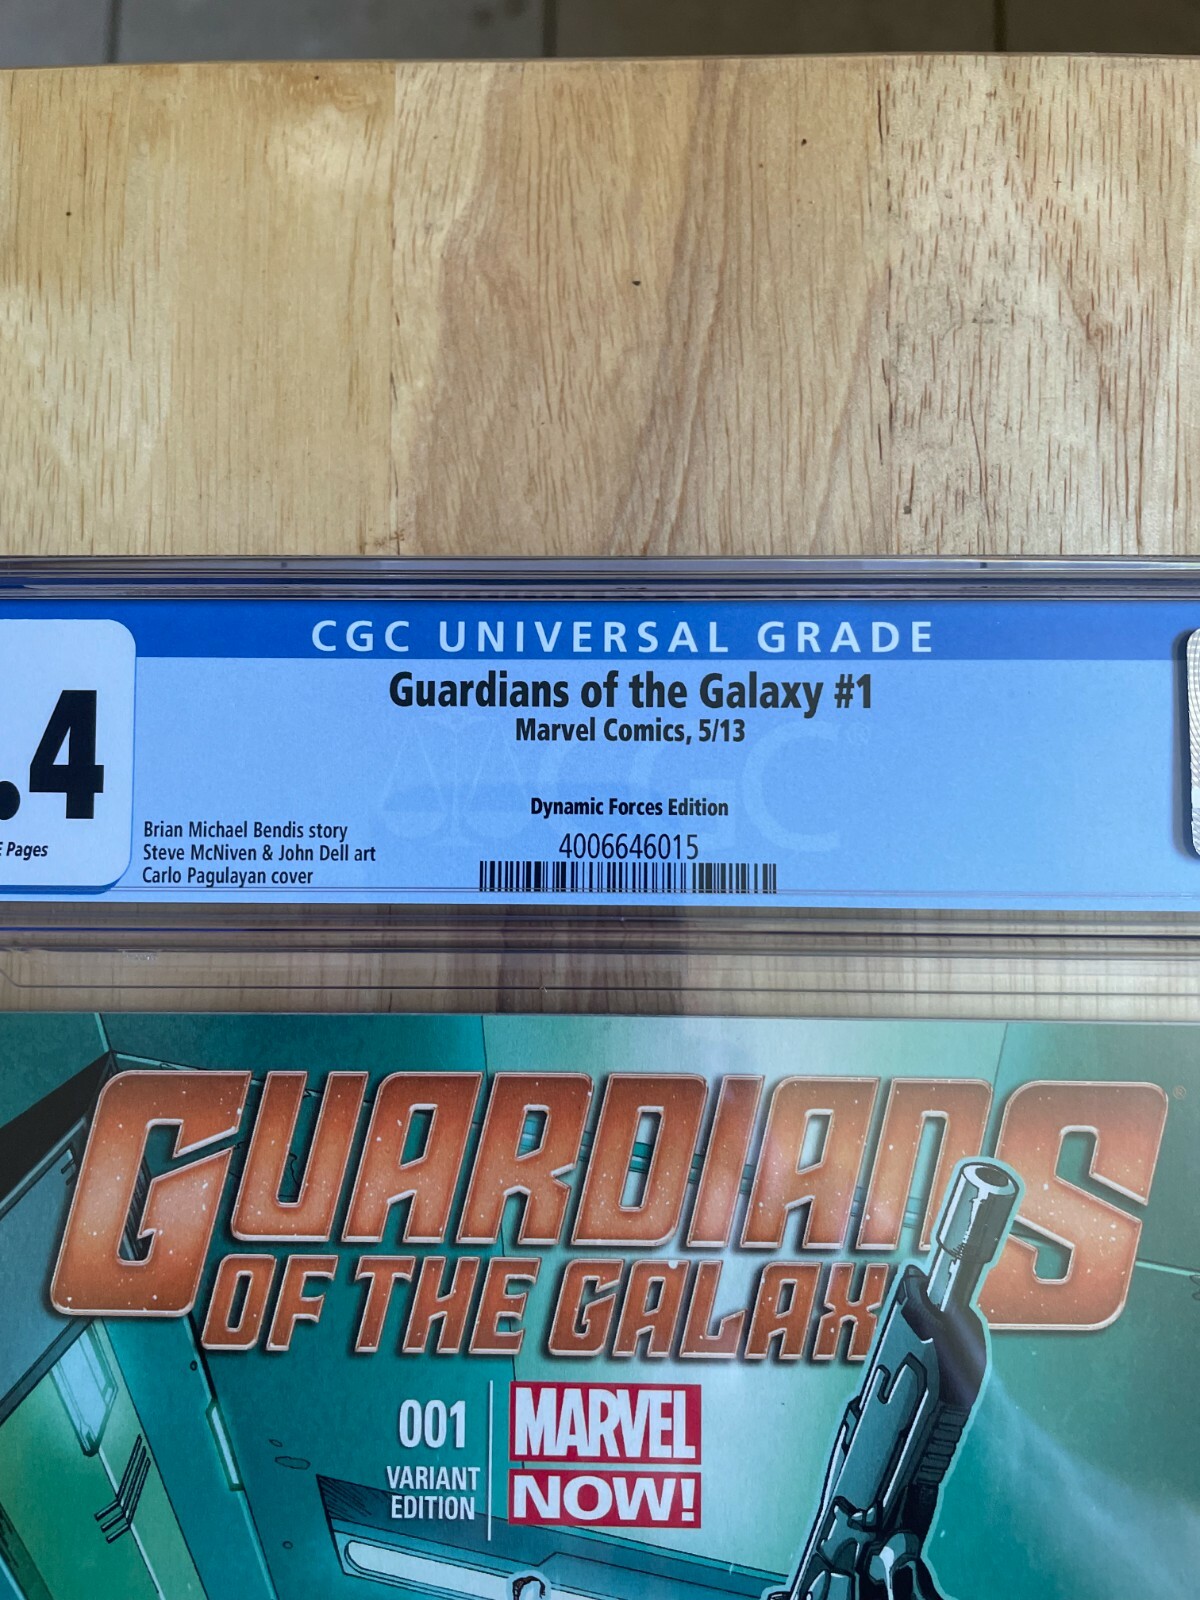 CGC UNIVERSAL GRADE
Guardians of the Galaxy #1
Marvel Comics, 5/13
.4
Pages
Dynamic Forces Edition
Brian Michael Bendis story
Steve McNiven & John Dell art
Carlo Pagulayan cover
4006646015
CGC
GUARDIANS
OF THE GALAX
001
VARIANT
EDITION
MARVEL
NOW!